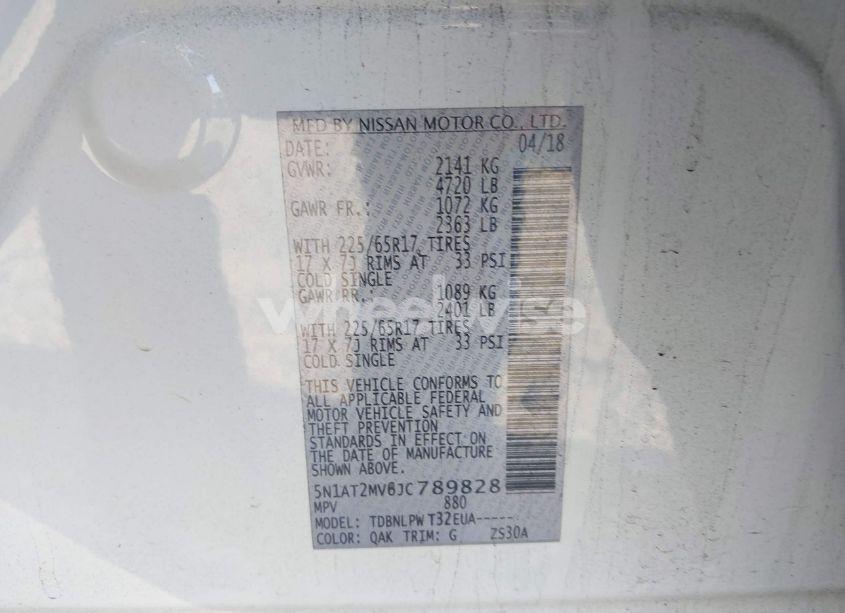 MFD BY NISSAN MOTOR CO., LTD.
DATE: 04/18
GVWR: 2141 KG
4720 LB
GAWR FR.: 1072 KG
2363 LB
WITH 225/65R17 TIRES
17 X 7J RIMS AT 33 PSI
COLD SINGLE
GAWR RR.: 1089 KG
2401 LB
WITH 225/65R17 TIRES
17 X 7J RIMS AT 33 PSI
COLD SINGLE
THIS VEHICLE CONFORMS TO
ALL APPLICABLE FEDERAL
MOTOR VEHICLE SAFETY AND
THEFT PREVENTION
STANDARDS IN EFFECT ON
THE DATE OF MANUFACTURE
SHOWN ABOVE.
5N1AT2MV6JC789828
MPV 880
MODEL: TDBNLPW T32EUA-----
COLOR: QAK TRIM: G ZS30A